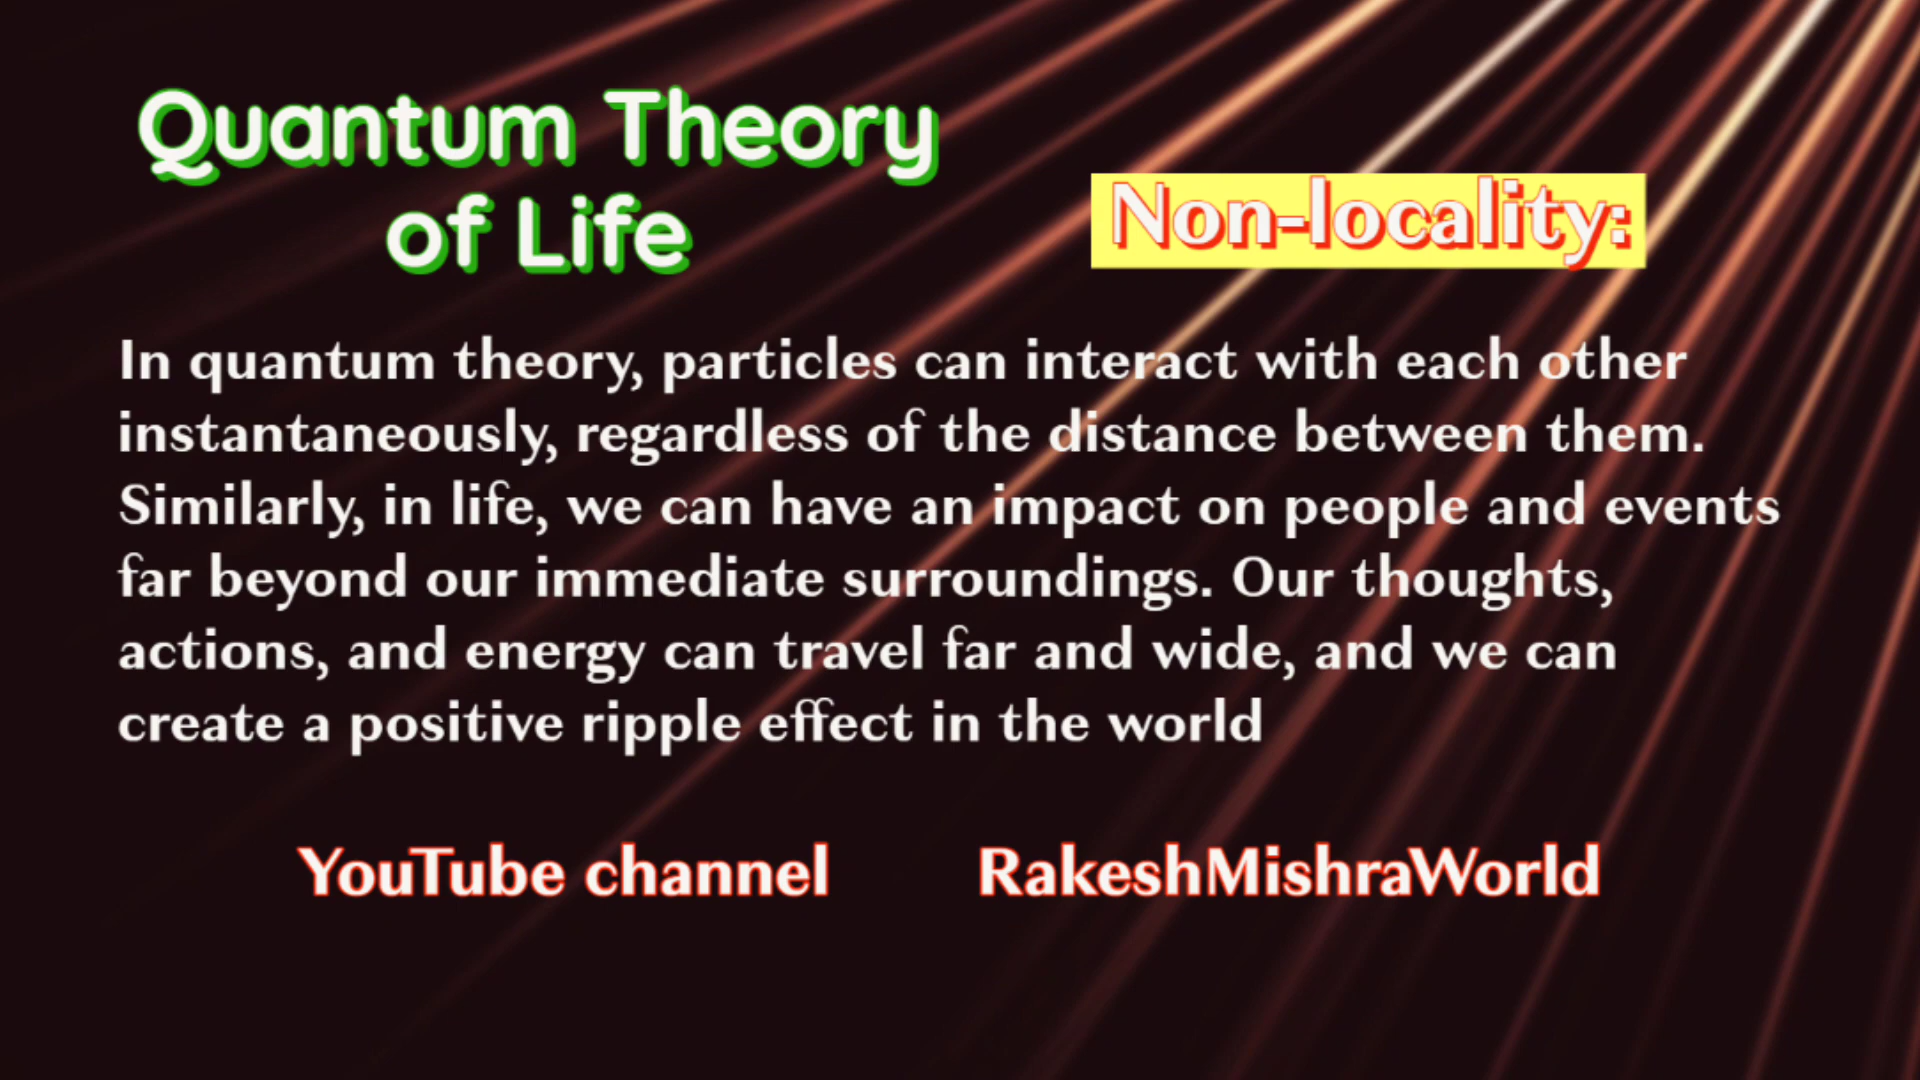 Quantum Theory
of Life
Non-locality:
In quantum theory, particles can interact with each other
instantaneously, regardless of the distance between them.
Similarly, in life, we can have an impact on people and events
far beyond our immediate surroundings. Our thoughts,
actions, and energy can travel far and wide, and we can
create a positive ripple effect in the world
YouTube channel RakeshMishraWorld